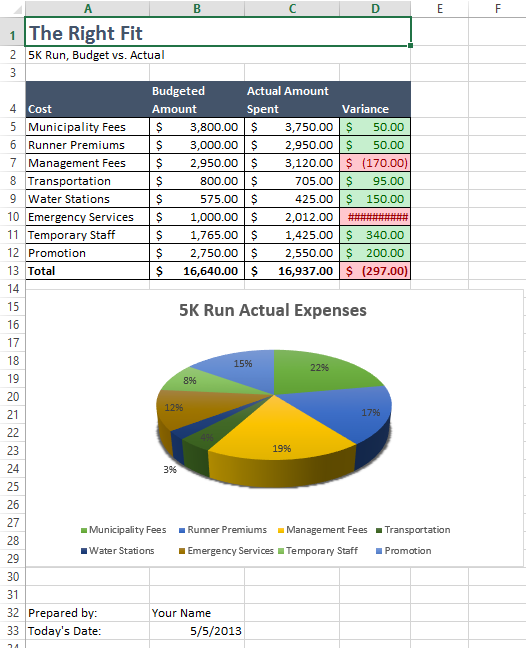 A B C D E F
1 The Right Fit
2 5K Run, Budget vs. Actual
3
Budgeted Actual Amount
4 Cost Amount Spent Variance
5 Municipality Fees $ 3,800.00 $ 3,750.00 $ 50.00
6 Runner Premiums $ 3,000.00 $ 2,950.00 $ 50.00
7 Management Fees $ 2,950.00 $ 3,120.00 $ (170.00)
8 Transportation $ 800.00 $ 705.00 $ 95.00
9 Water Stations $ 575.00 $ 425.00 $ 150.00
10 Emergency Services $ 1,000.00 $ 2,012.00 ##########
11 Temporary Staff $ 1,765.00 $ 1,425.00 $ 340.00
12 Promotion $ 2,750.00 $ 2,550.00 $ 200.00
13 Total $ 16,640.00 $ 16,937.00 $ (297.00)
14
15 5K Run Actual Expenses
16
17
18 15% 22%
19 8%
20
21 12% 17%
22
23 4% 19%
24 3%
25
26
27 Municipality Fees Runner Premiums Management Fees Transportation
28
29 Water Stations Emergency Services Temporary Staff Promotion
30
31
32 Prepared by: Your Name
33 Today's Date: 5/5/2013
34